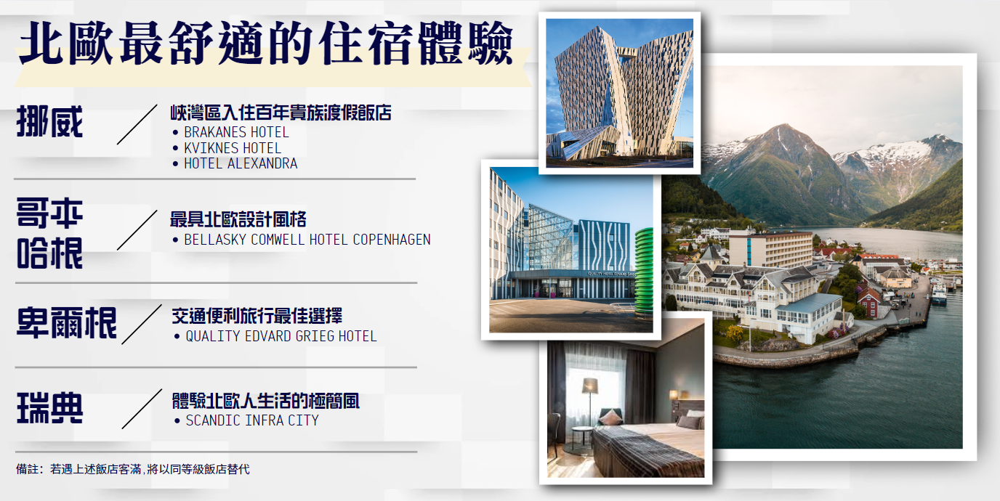 北歐最舒適的住宿體驗
挪威
峽灣區入住百年貴族渡假飯店
• BRAKANES HOTEL
• KVIKNES HOTEL
• HOTEL ALEXANDRA
哥本
哈根
最具北歐設計風格
• BELLASKY COMWELL HOTEL COPENHAGEN
卑爾根
交通便利旅行最佳選擇
• QUALITY EDVARD GRIEG HOTEL
瑞典
體驗北歐人生活的極簡風
• SCANDIC INFRA CITY
備註：若遇上述飯店客滿,將以同等級飯店替代
QUALITY HOTEL EDVARD GRIEG